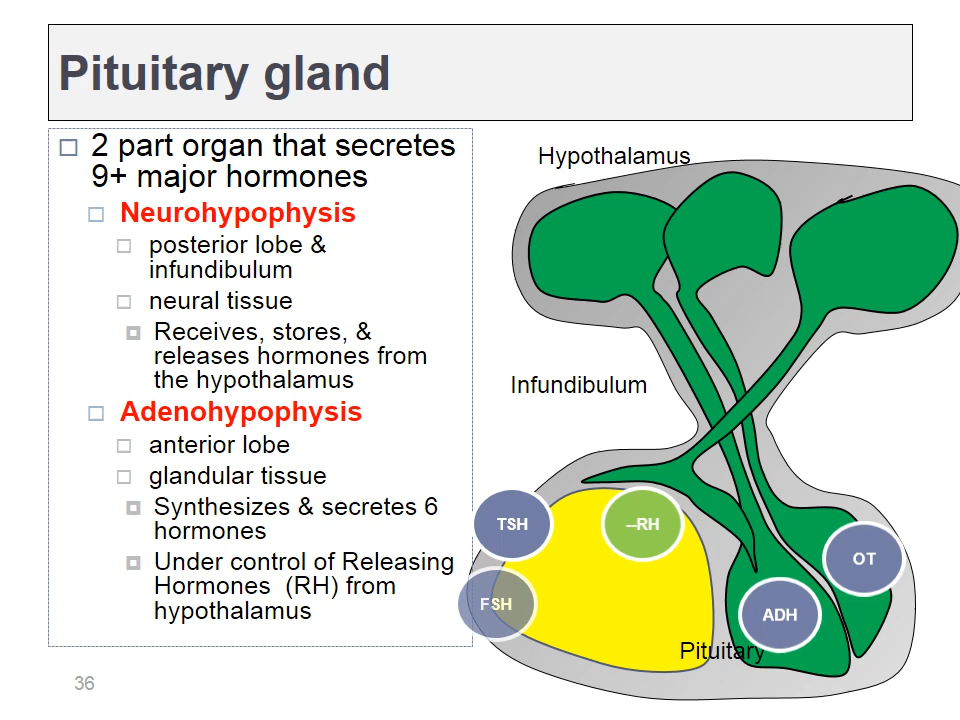 Pituitary gland
2 part organ that secretes
9+ major hormones
Neurohypophysis
posterior lobe &
infundibulum
neural tissue
Receives, stores, &
releases hormones from
the hypothalamus
Adenohypophysis
anterior lobe
glandular tissue
Synthesizes & secretes 6
hormones
Under control of Releasing
Hormones (RH) from
hypothalamus
Hypothalamus
Infundibulum
TSH
--RH
OT
FSH
ADH
Pituitary
36